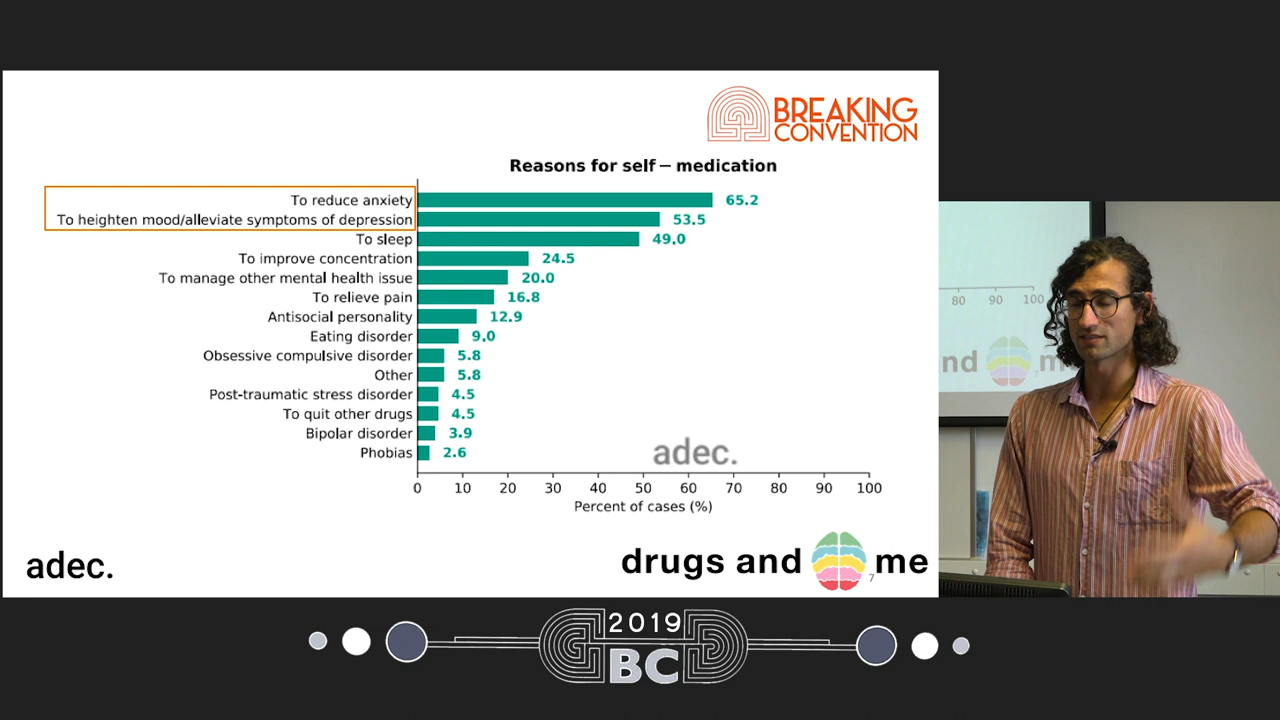 BREAKING
CONVENTION
Reasons for self – medication
To reduce anxiety 65.2
To heighten mood/alleviate symptoms of depression 53.5
To sleep 49.0
To improve concentration 24.5
To manage other mental health issue 20.0
To relieve pain 16.8
Antisocial personality 12.9
Eating disorder 9.0
Obsessive compulsive disorder 5.8
Other 5.8
Post-traumatic stress disorder 4.5
To quit other drugs 4.5
Bipolar disorder 3.9
Phobias 2.6
adec.
0 10 20 30 40 50 60 70 80 90 100
Percent of cases (%)
adec.
drugs and me
7
80 90 100
nd m
2019
BC